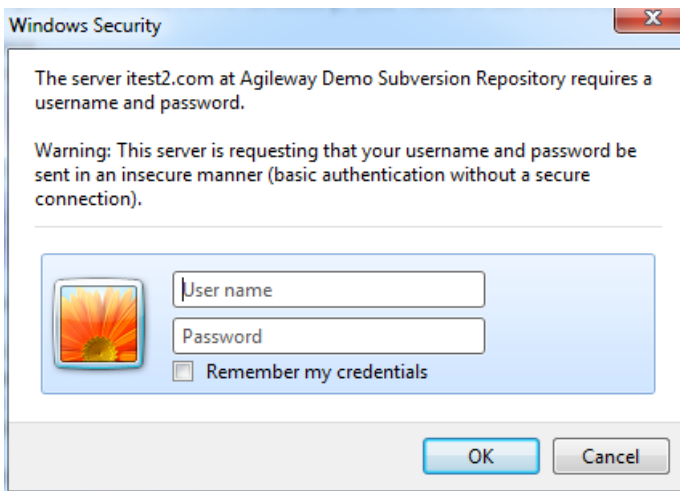 Windows Security
The server itest2.com at Agileway Demo Subversion Repository requires a
username and password.
Warning: This server is requesting that your username and password be
sent in an insecure manner (basic authentication without a secure
connection).
User name
Password
Remember my credentials
OK Cancel